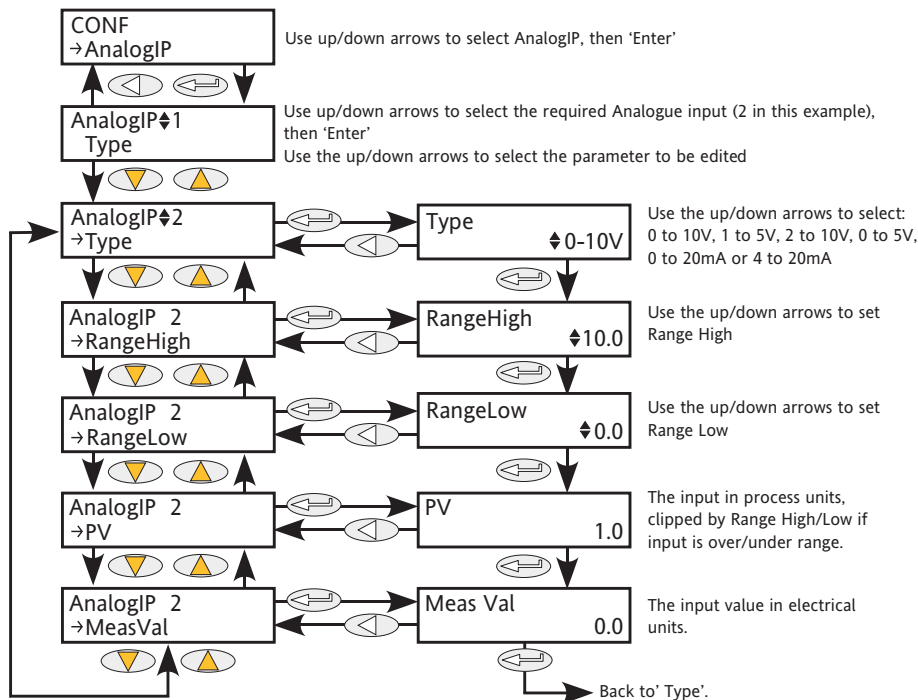 CONF
→AnalogIP
Use up/down arrows to select AnalogIP, then ‘Enter’
AnalogIP♦1
Type
Use up/down arrows to select the required Analogue input (2 in this example),
then ‘Enter’
Use the up/down arrows to select the parameter to be edited
AnalogIP♦2
→Type
Type
♦0-10V
Use the up/down arrows to select:
0 to 10V, 1 to 5V, 2 to 10V, 0 to 5V,
0 to 20mA or 4 to 20mA
AnalogIP 2
→RangeHigh
RangeHigh
♦10.0
Use the up/down arrows to set
Range High
AnalogIP 2
→RangeLow
RangeLow
♦0.0
Use the up/down arrows to set
Range Low
AnalogIP 2
→PV
PV
1.0
The input in process units,
clipped by Range High/Low if
input is over/under range.
AnalogIP 2
→MeasVal
Meas Val
0.0
The input value in electrical
units.
Back to’ Type’.